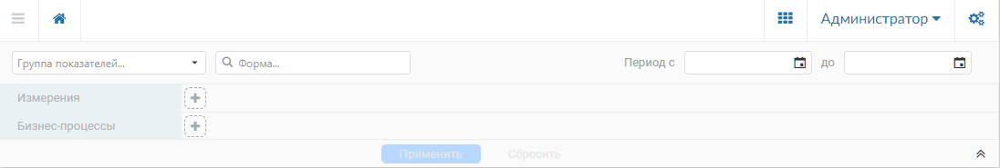 Администратор
Группа показателей... Форма... Период с до
Измерения
Бизнес-процессы
Применить Сбросить